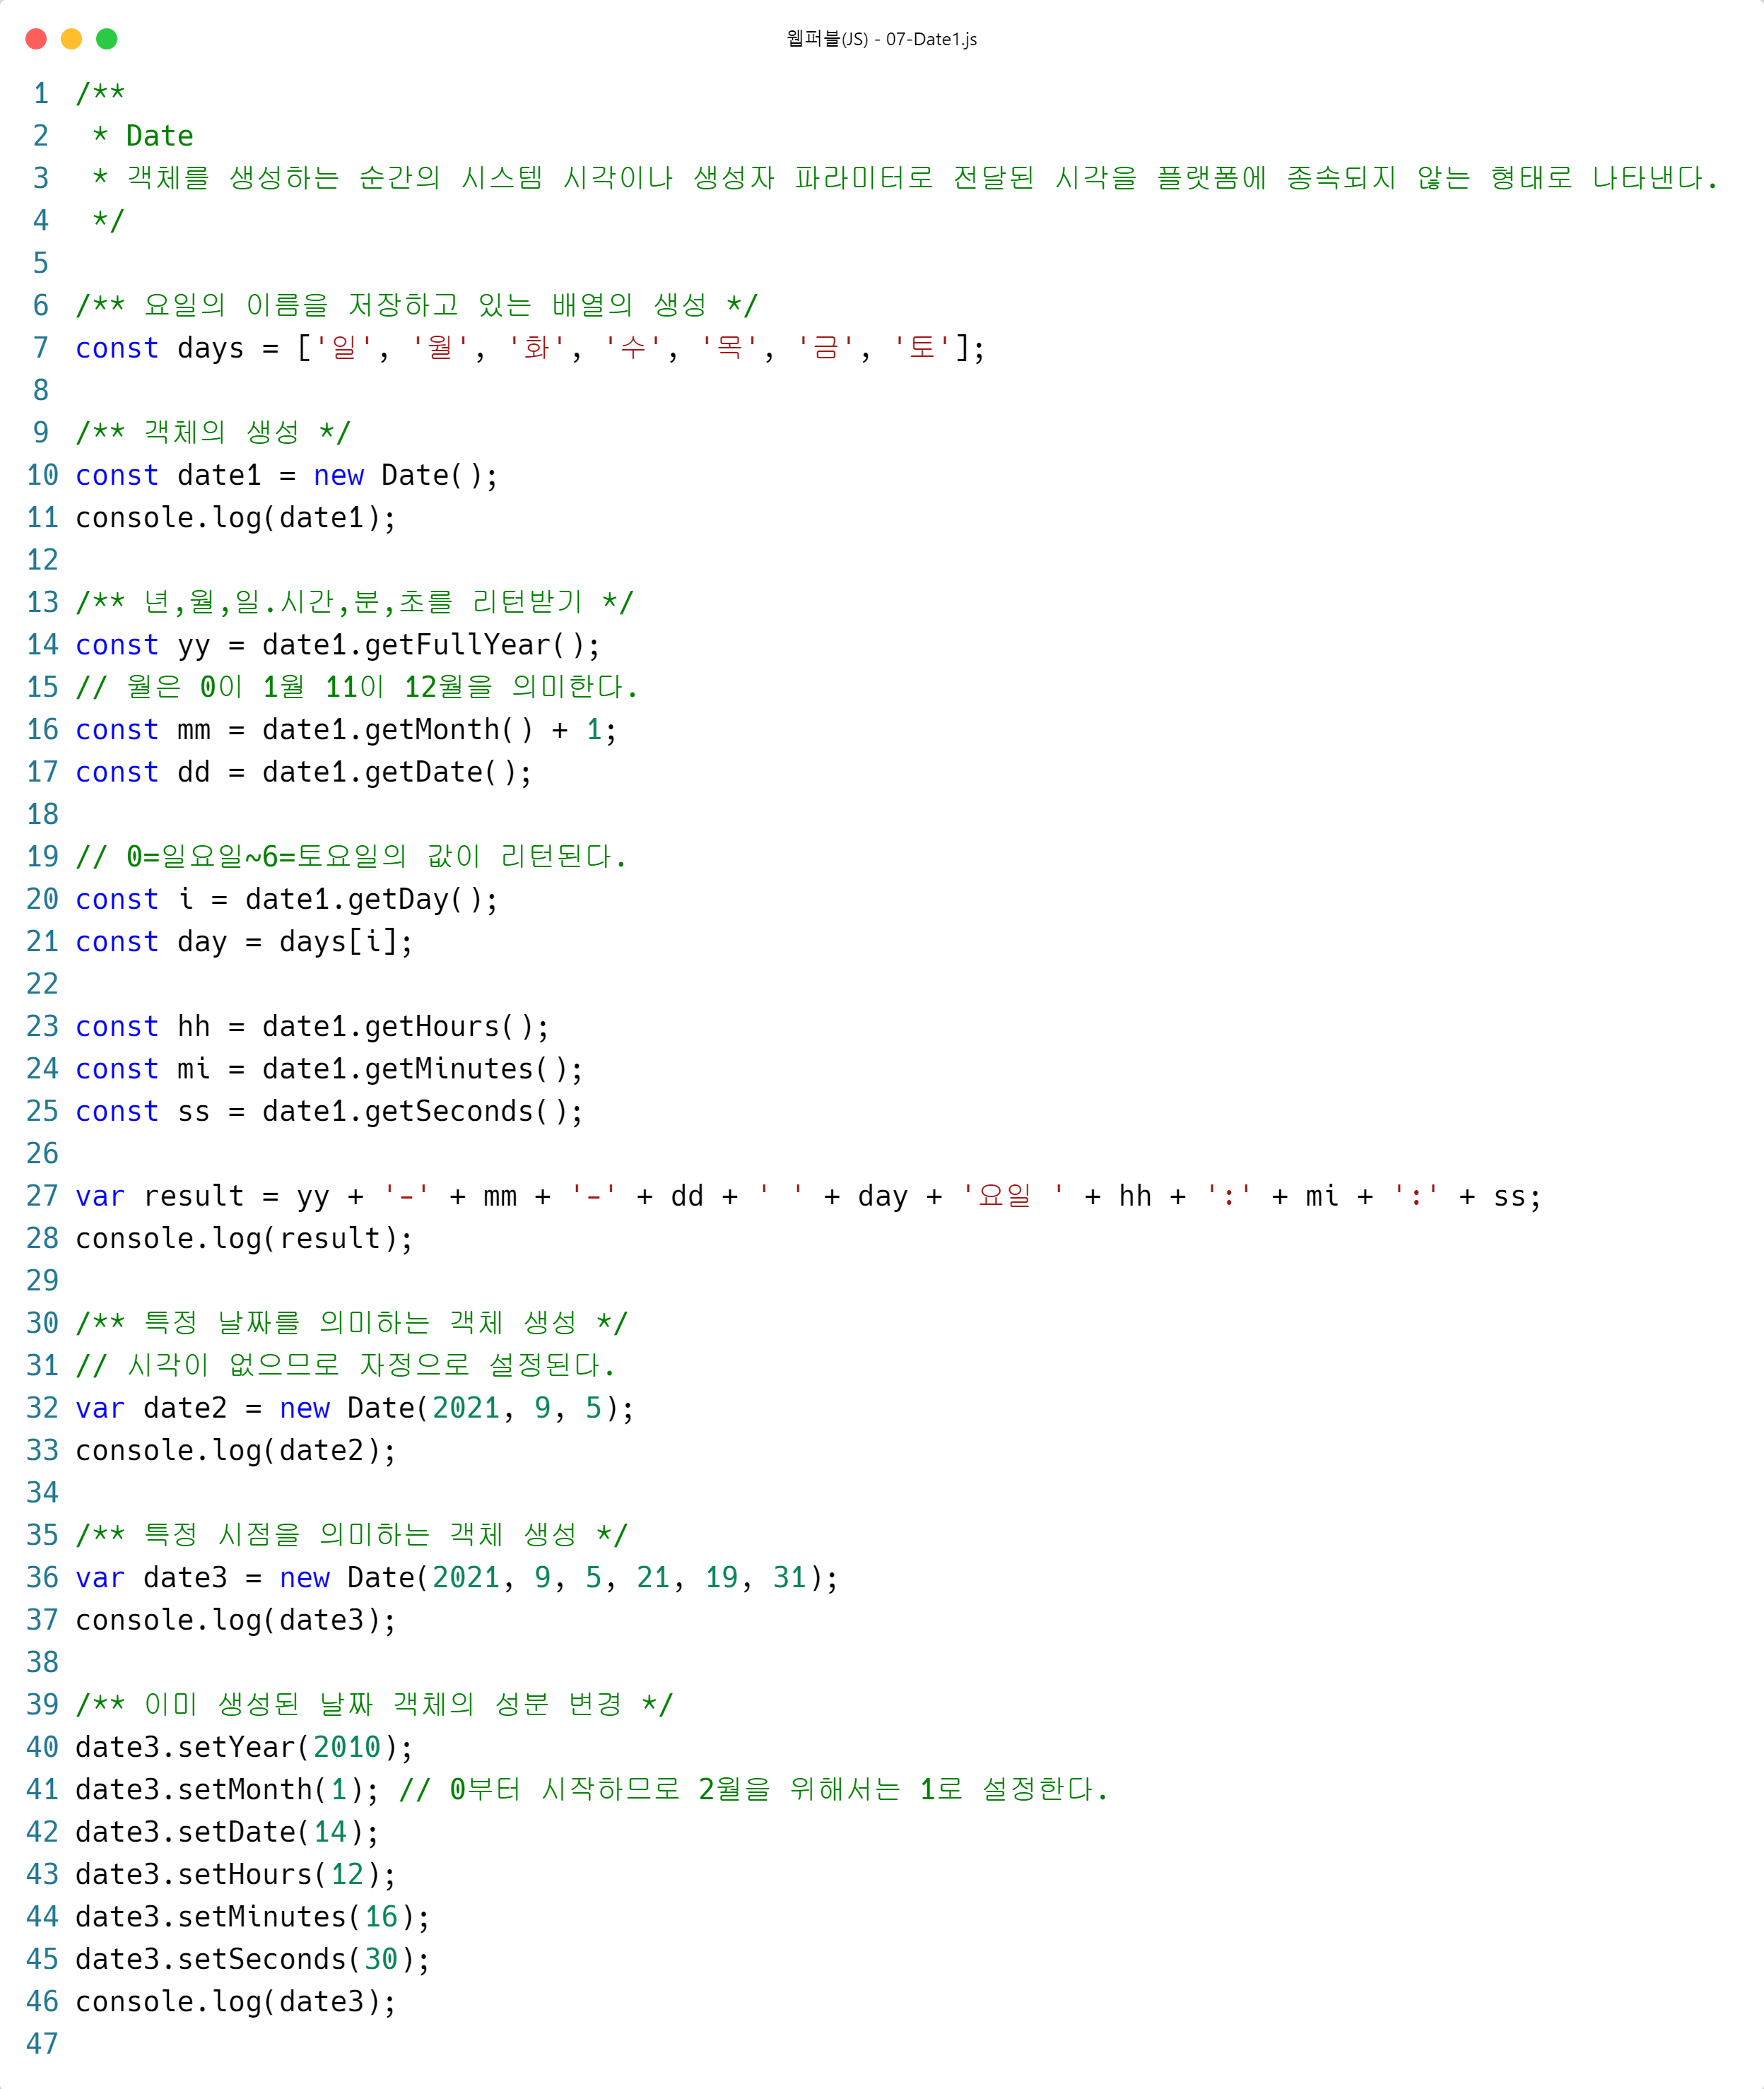 웹퍼블(JS) - 07-Date1.js
1 /**
2  * Date
3  * 객체를 생성하는 순간의 시스템 시각이나 생성자 파라미터로 전달된 시각을 플랫폼에 종속되지 않는 형태로 나타낸다.
4  */
5
6 /** 요일의 이름을 저장하고 있는 배열의 생성 */
7 const days = ['일', '월', '화', '수', '목', '금', '토'];
8
9 /** 객체의 생성 */
10 const date1 = new Date();
11 console.log(date1);
12
13 /** 년,월,일.시간,분,초를 리턴받기 */
14 const yy = date1.getFullYear();
15 // 월은 0이 1월 11이 12월을 의미한다.
16 const mm = date1.getMonth() + 1;
17 const dd = date1.getDate();
18
19 // 0=일요일~6=토요일의 값이 리턴된다.
20 const i = date1.getDay();
21 const day = days[i];
22
23 const hh = date1.getHours();
24 const mi = date1.getMinutes();
25 const ss = date1.getSeconds();
26
27 var result = yy + '-' + mm + '-' + dd + ' ' + day + '요일 ' + hh + ':' + mi + ':' + ss;
28 console.log(result);
29
30 /** 특정 날짜를 의미하는 객체 생성 */
31 // 시각이 없으므로 자정으로 설정된다.
32 var date2 = new Date(2021, 9, 5);
33 console.log(date2);
34
35 /** 특정 시점을 의미하는 객체 생성 */
36 var date3 = new Date(2021, 9, 5, 21, 19, 31);
37 console.log(date3);
38
39 /** 이미 생성된 날짜 객체의 성분 변경 */
40 date3.setYear(2010);
41 date3.setMonth(1); // 0부터 시작하므로 2월을 위해서는 1로 설정한다.
42 date3.setDate(14);
43 date3.setHours(12);
44 date3.setMinutes(16);
45 date3.setSeconds(30);
46 console.log(date3);
47